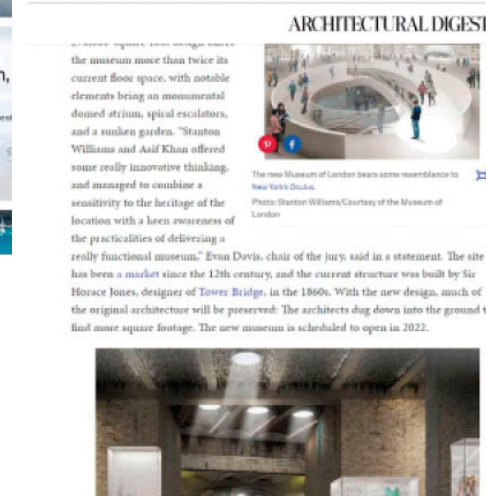 ARCHITECTURAL DIGEST
the museum more than twice its
current floor space, with notable
elements being an monumental
domed atrium, spiral escalators,
and a sunken garden. "Stanton
Williams and Asif Khan offered
some really innovative thinking,
and managed to combine a
sensitivity to the heritage of the
location with a keen awareness of
the practicalities of delivering a
The new Museum of London bears some resemblance to
New York's Oculus.
Photo: Stanton Williams/Courtesy of the Museum of
London
really functional museum," Evan Davis, chair of the jury, said in a statement. The site
has been a market since the 12th century, and the current structure was built by Sir
Horace Jones, designer of Tower Bridge, in the 1860s. With the new design, much of
the original architecture will be preserved: The architects dug down into the ground t
find more square footage. The new museum is scheduled to open in 2022.